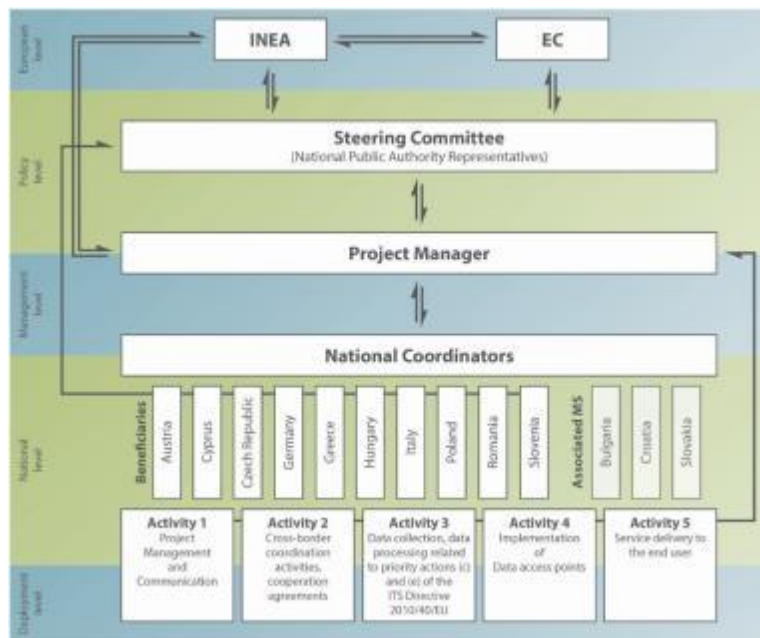 European
level
INEA
EC
Policy
level
Steering Committee
(National Public Authority Representatives)
Project Manager
Management
level
National Coordinators
National
level
Beneficiaries
Austria
Cyprus
Czech Republic
Germany
Greece
Hungary
Italy
Poland
Romania
Slovenia
Associated MS
Bulgaria
Croatia
Slovakia
Activity 1
Project
Management
and
Communication
Activity 2
Cross-border
coordination
activities,
cooperation
agreements
Activity 3
Data collection, data
processing related
to priority actions (c)
and (e) of the
ITS Directive
2010/40/EU
Activity 4
Implementation
of
Data access points
Activity 5
Service delivery to
the end user
Deployment
level